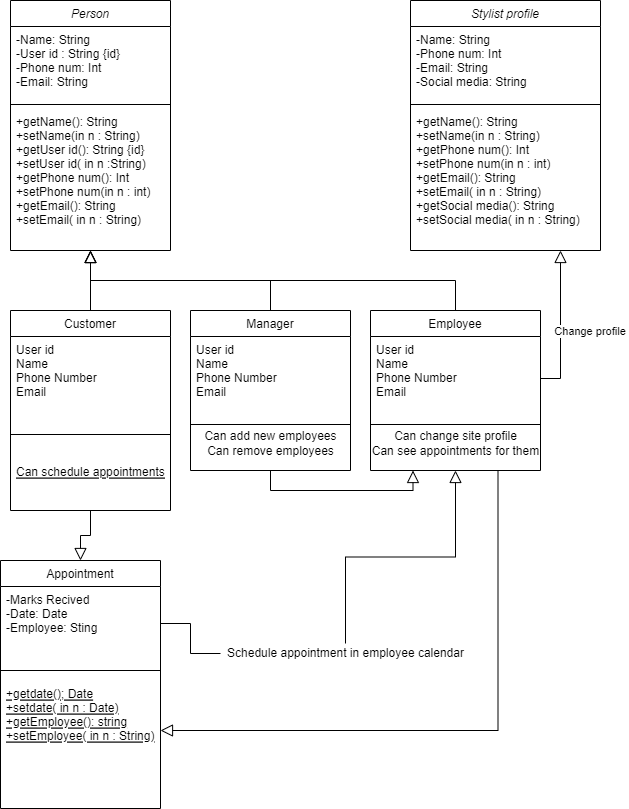 Person
-Name: String
-User id : String {id}
-Phone num: Int
-Email: String
+getName(): String
+setName(in n : String)
+getUser id(): String {id}
+setUser id( in n :String)
+getPhone num(): Int
+setPhone num(in n : int)
+getEmail(): String
+setEmail( in n : String)
Stylist profile
-Name: String
-Phone num: Int
-Email: String
-Social media: String
+getName(): String
+setName(in n : String)
+getPhone num(): Int
+setPhone num(in n : int)
+getEmail(): String
+setEmail( in n : String)
+getSocial media(): String
+setSocial media( in n : String)
Customer
User id
Name
Phone Number
Email
Can schedule appointments
Manager
User id
Name
Phone Number
Email
Can add new employees
Can remove employees
Employee
User id
Name
Phone Number
Email
Can change site profile
Can see appointments for them
Change profile
Appointment
-Marks Recived
-Date: Date
-Employee: Sting
+getdate(); Date
+setdate( in n : Date)
+getEmployee(): string
+setEmployee( in n : String)
Schedule appointment in employee calendar